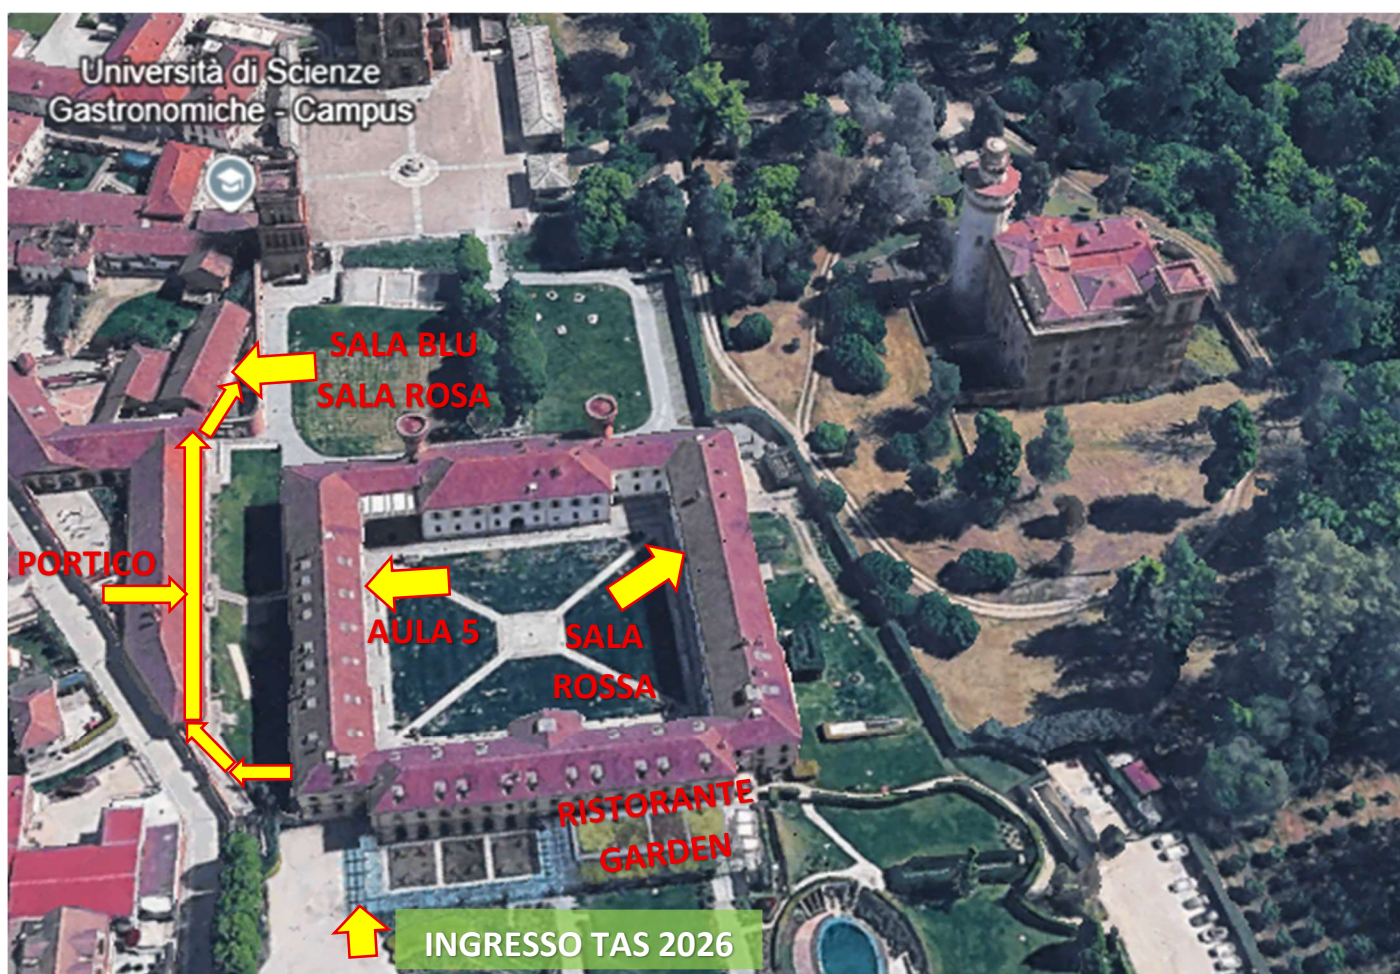 Università di Scienze
Gastronomiche - Campus
SALA BLU
SALA ROSA
PORTICO
AULA 5
SALA
ROSSA
RISTORANTE
GARDEN
INGRESSO TAS 2026